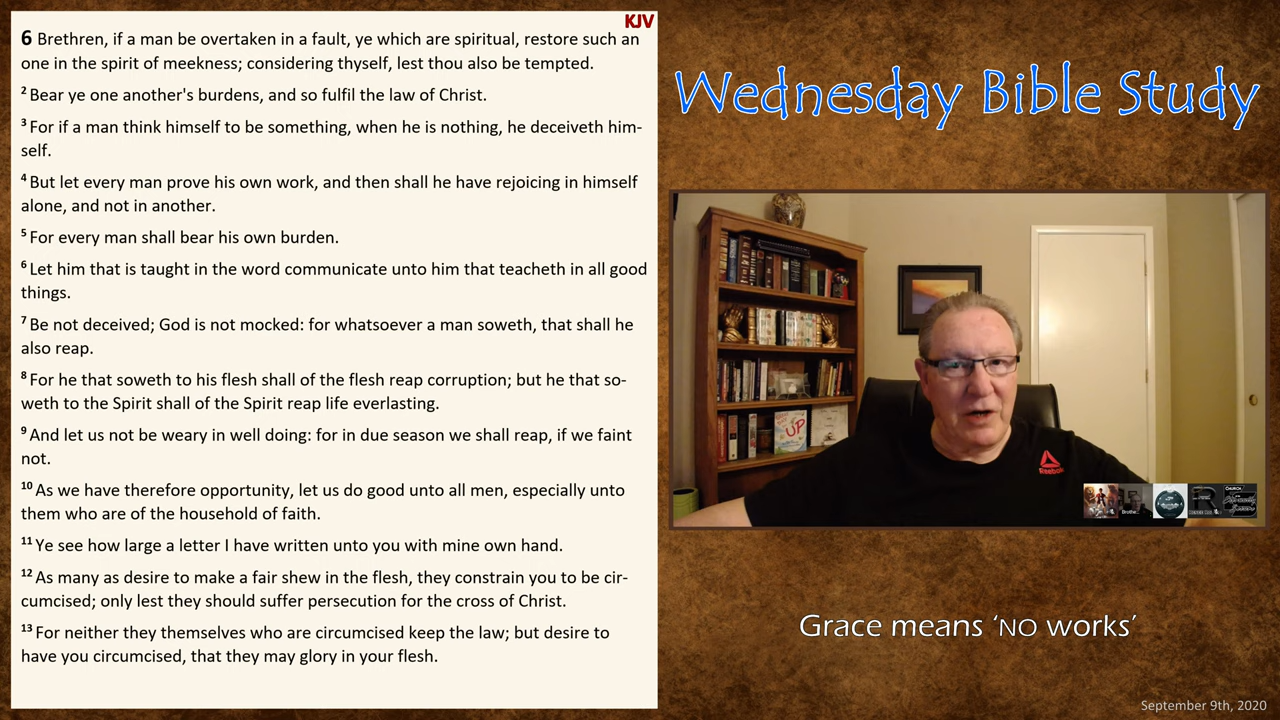 KJV
6 Brethren, if a man be overtaken in a fault, ye which are spiritual, restore such an
one in the spirit of meekness; considering thyself, lest thou also be tempted.
2 Bear ye one another's burdens, and so fulfil the law of Christ.
3 For if a man think himself to be something, when he is nothing, he deceiveth him-
self.
4 But let every man prove his own work, and then shall he have rejoicing in himself
alone, and not in another.
5 For every man shall bear his own burden.
6 Let him that is taught in the word communicate unto him that teacheth in all good
things.
7 Be not deceived; God is not mocked: for whatsoever a man soweth, that shall he
also reap.
8 For he that soweth to his flesh shall of the flesh reap corruption; but he that so-
weth to the Spirit shall of the Spirit reap life everlasting.
9 And let us not be weary in well doing: for in due season we shall reap, if we faint
not.
10 As we have therefore opportunity, let us do good unto all men, especially unto
them who are of the household of faith.
11 Ye see how large a letter I have written unto you with mine own hand.
12 As many as desire to make a fair shew in the flesh, they constrain you to be cir-
cumcised; only lest they should suffer persecution for the cross of Christ.
13 For neither they themselves who are circumcised keep the law; but desire to
have you circumcised, that they may glory in your flesh.
Wednesday Bible Study
UP
Reebok
Brothe...
Grace means ‘NO works’
September 9th, 2020